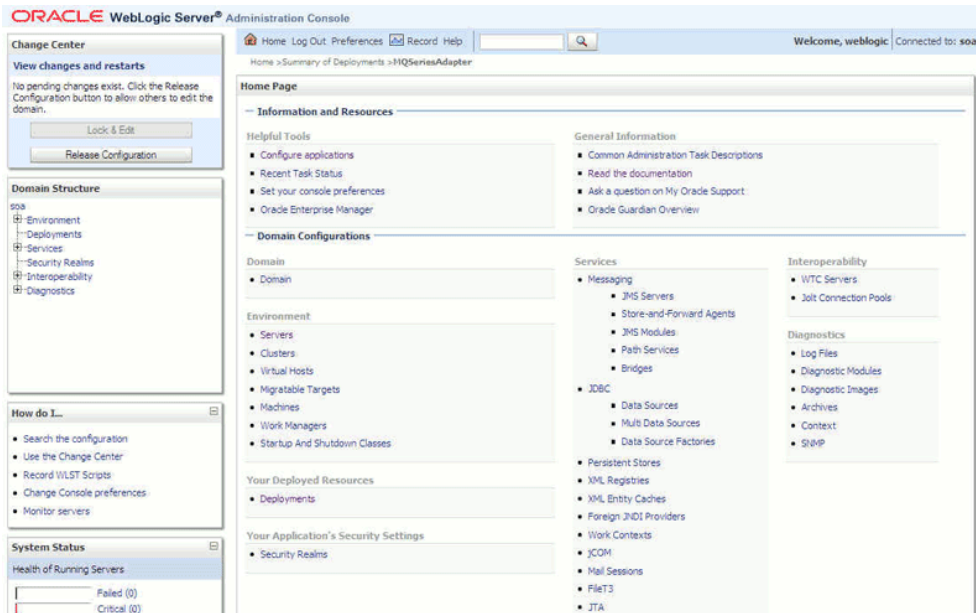 ORACLE WebLogic Server® Administration Console
Change Center
View changes and restarts
No pending changes exist. Click the Release
Configuration button to allow others to edit the
domain.
Lock & Edit
Release Configuration
Domain Structure
soa
Environment
Deployments
Services
Security Realms
Interoperability
Diagnostics
How do I...
Search the configuration
Use the Change Center
Record WLST Scripts
Change Console preferences
Monitor servers
System Status
Health of Running Servers
Failed (0)
Critical (0)
Home Log Out Preferences Record Help
Welcome, weblogic Connected to: soa
Home >Summary of Deployments >MQSeriesAdapter
Home Page
Information and Resources
Helpful Tools
Configure applications
Recent Task Status
Set your console preferences
Oracle Enterprise Manager
General Information
Common Administration Task Descriptions
Read the documentation
Ask a question on My Oracle Support
Oracle Guardian Overview
Domain Configurations
Domain
Domain
Environment
Servers
Clusters
Virtual Hosts
Migratable Targets
Machines
Work Managers
Startup And Shutdown Classes
Your Deployed Resources
Deployments
Your Application's Security Settings
Security Realms
Services
Messaging
JMS Servers
Store-and-Forward Agents
JMS Modules
Path Services
Bridges
JDBC
Data Sources
Multi Data Sources
Data Source Factories
Persistent Stores
XML Registries
XML Entity Caches
Foreign JNDI Providers
Work Contexts
jCOM
Mail Sessions
FileT3
JTA
Interoperability
WTC Servers
Jolt Connection Pools
Diagnostics
Log Files
Diagnostic Modules
Diagnostic Images
Archives
Context
SNMP